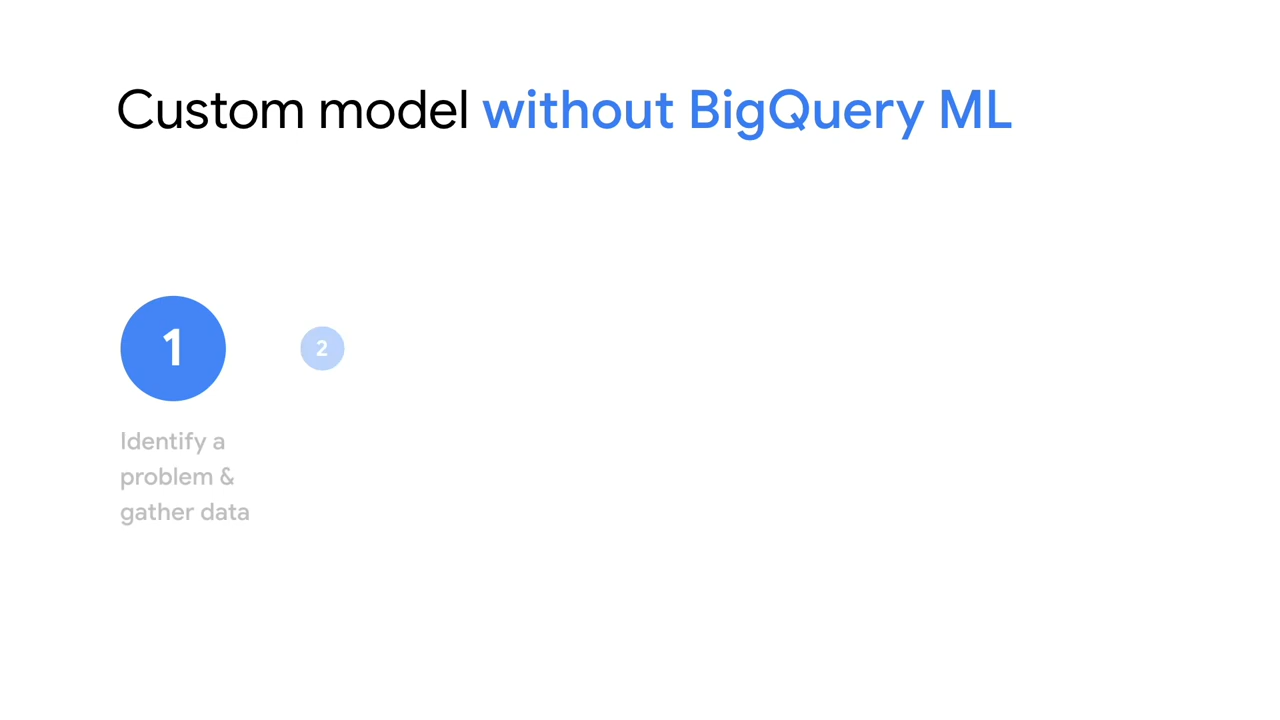 Custom model without BigQuery ML
1
2
Identify a
problem &
gather data